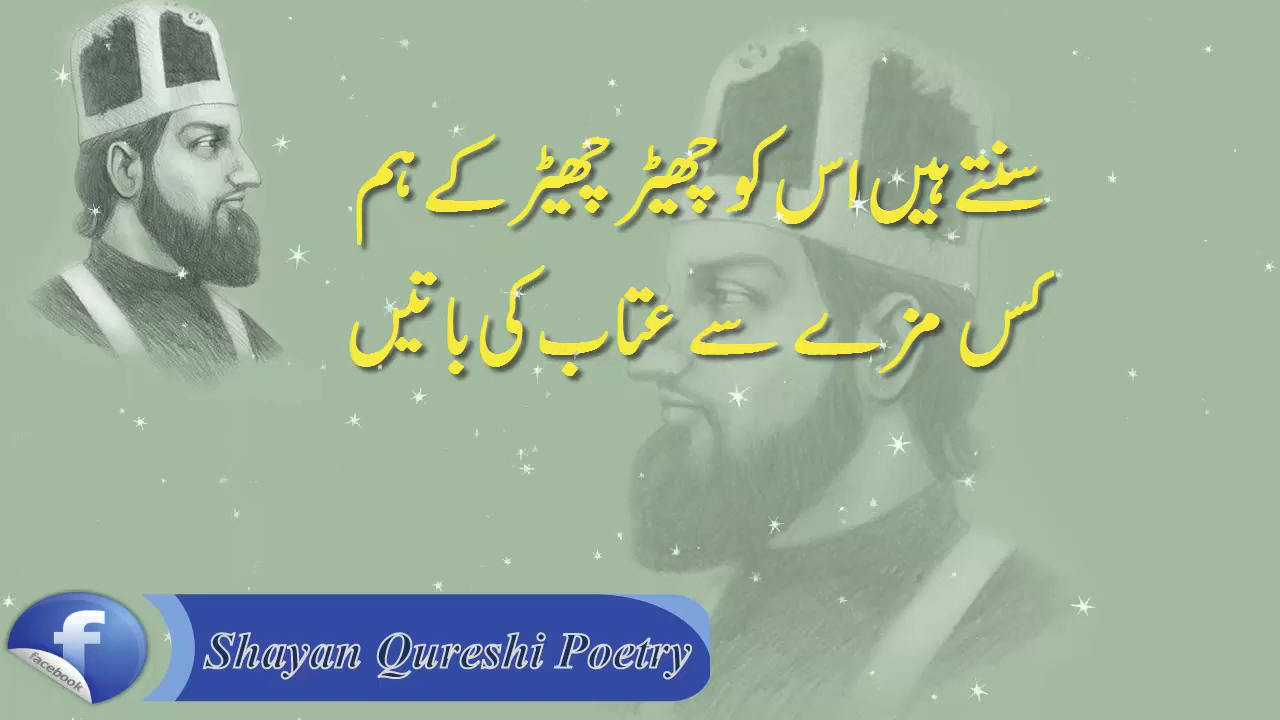 سنتے ہیں اس کو چھیڑ چھیڑ کے ہم
کس مزے سے عتاب کی باتیں
facebook
Shayan Qureshi Poetry